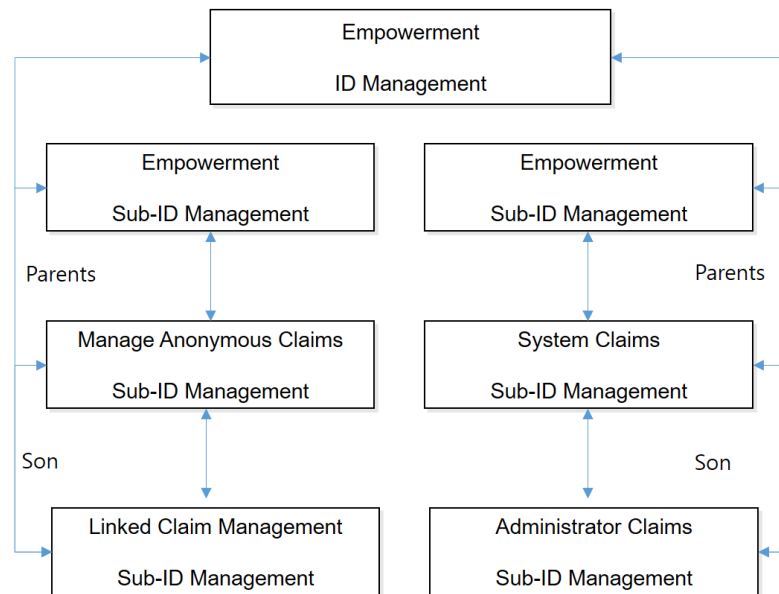 Empowerment
ID Management
Empowerment
Sub-ID Management
Empowerment
Sub-ID Management
Parents
Parents
Manage Anonymous Claims
Sub-ID Management
System Claims
Sub-ID Management
Son
Son
Linked Claim Management
Sub-ID Management
Administrator Claims
Sub-ID Management